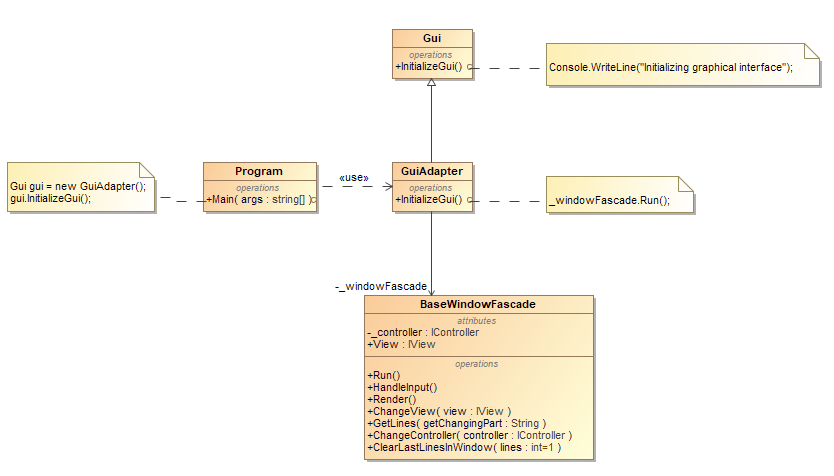 Gui
operations
+InitializeGui()
Console.WriteLine("Initializing graphical interface");
Gui gui = new GuiAdapter();
gui.InitializeGui();
Program
operations
+Main( args : string[] )
«use»
GuiAdapter
operations
+InitializeGui()
_windowFascade.Run();
-_windowFascade
BaseWindowFescade
attributes
-_controller : IController
+View : IView
operations
+Run()
+HandleInput()
+Render()
+ChangeView( view : IView )
+GetLines( getChangingPart : String )
+ChangeController( controller : IController )
+ClearLastLinesInWindow( lines : int=1 )